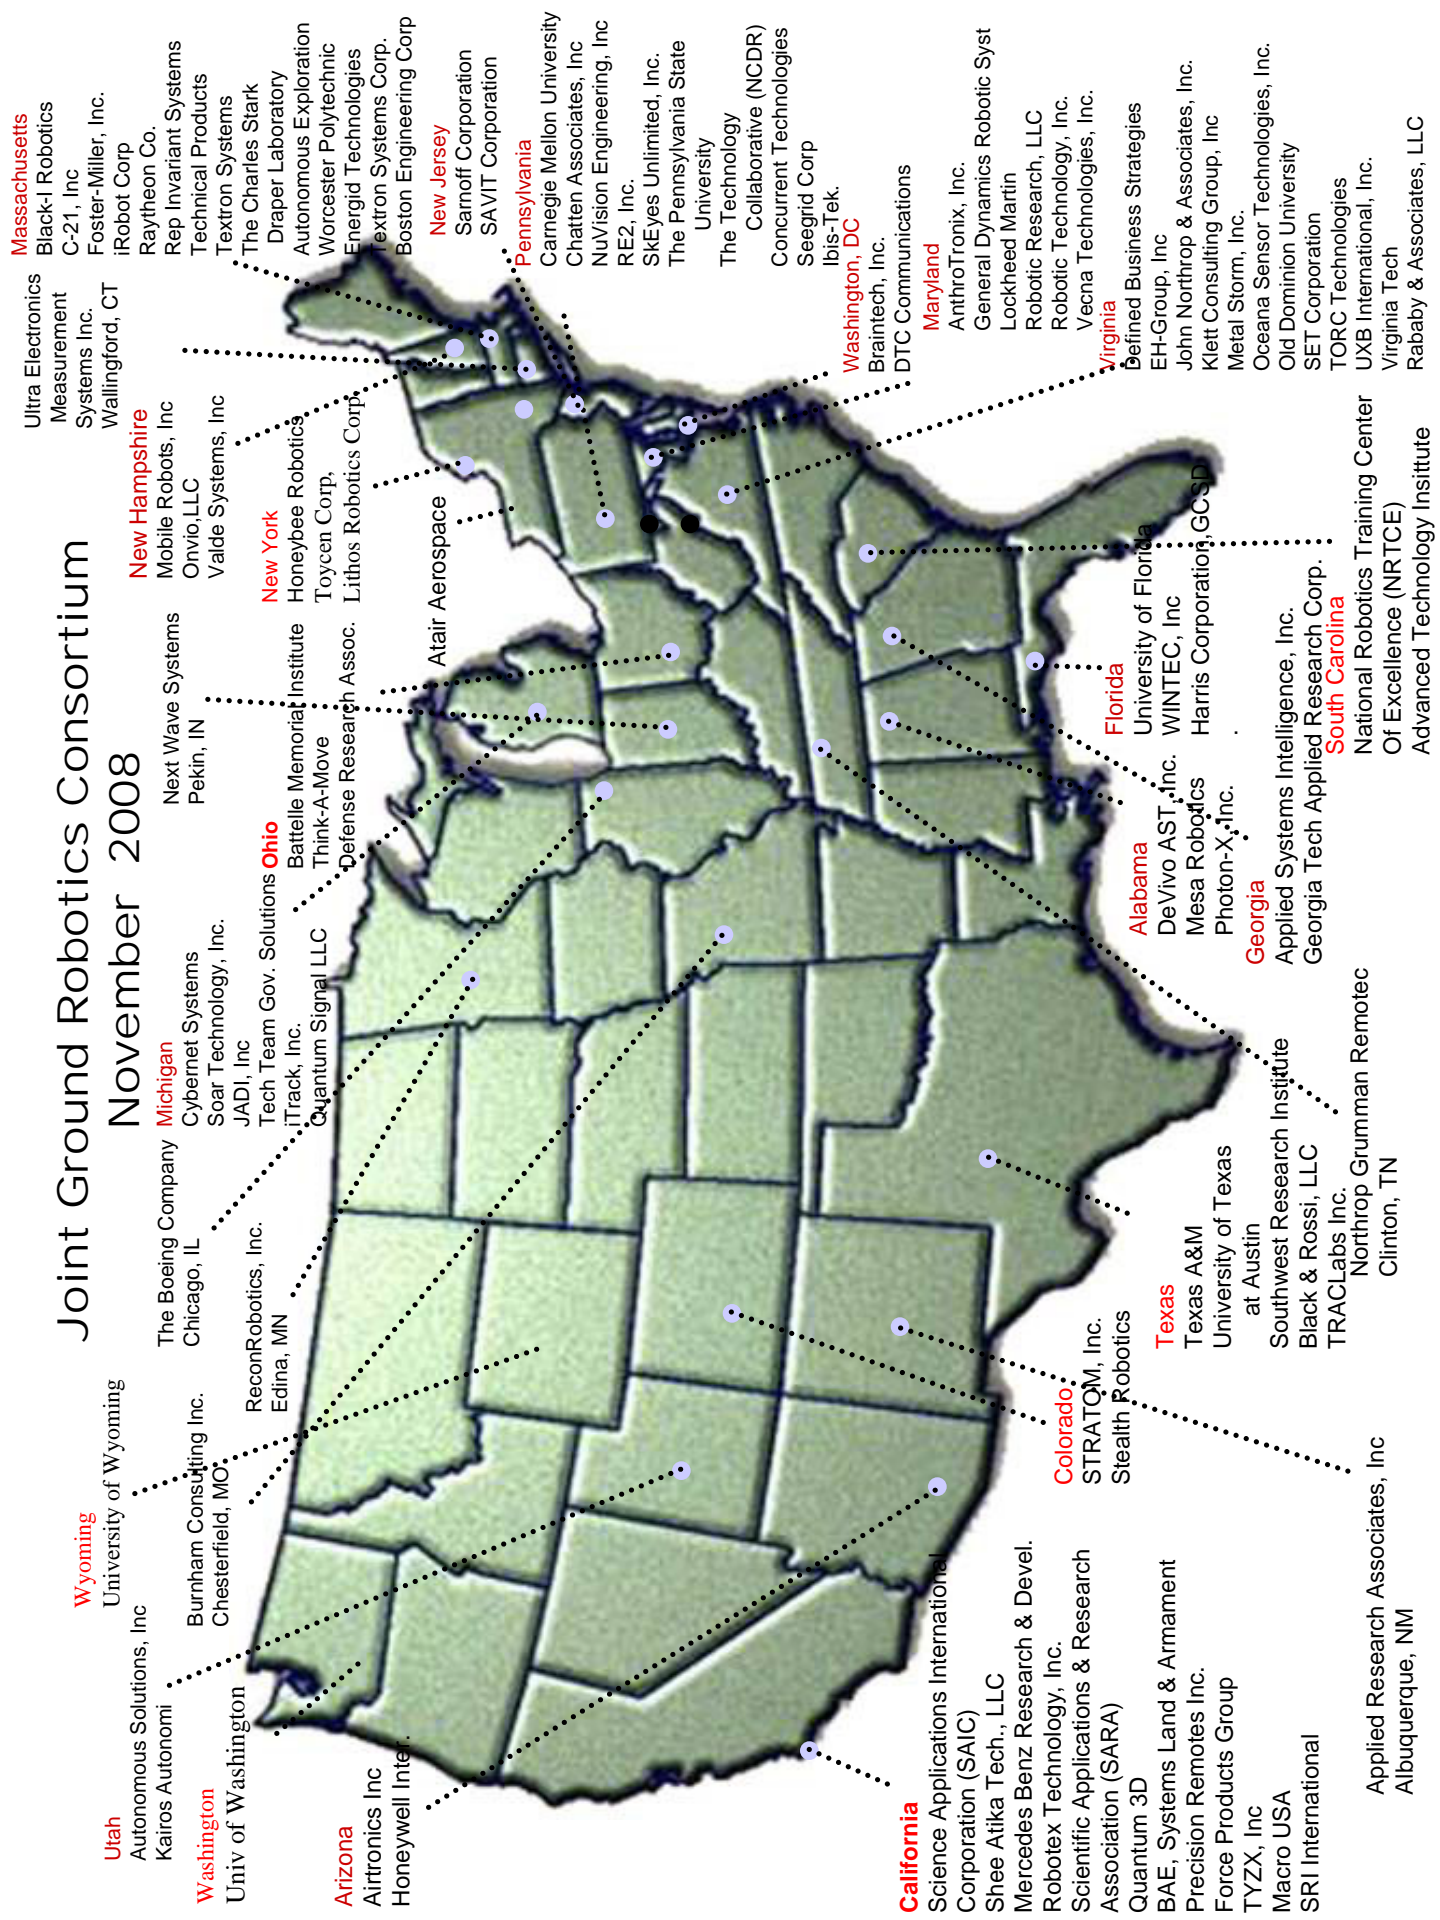 Joint Ground Robotics Consortium
November 2008
Utah
Autonomous Solutions, Inc
Kairos Autonomi
Washington
Univ of Washington
Arizona
Airtronics Inc
Honeywell Inter.
Wyoming
University of Wyoming
Burnham Consulting Inc.
Chesterfield, MO
The Boeing Company
Chicago, IL
ReconRobotics, Inc.
Edina, MN
Michigan
Cybernet Systems
Soar Technology, Inc.
JADI, Inc
Tech Team Gov. Solutions
iTrack, Inc.
Quantum Signal LLC
Next Wave Systems
Pekin, IN
Ohio
Battelle Memorial Institute
Think-A-Move
Defense Research Assoc.
New Hampshire
Mobile Robots, Inc
Onvio,LLC
Valde Systems, Inc
New York
Honeybee Robotics
Toycen Corp,
Lithos Robotics Corp.
Atair Aerospace
Ultra Electronics
Measurement
Systems Inc.
Wallingford, CT
Massachusetts
Black-I Robotics
C-21, Inc
Foster-Miller, Inc.
iRobot Corp
Raytheon Co.
Rep Invariant Systems
Technical Products
Textron Systems
The Charles Stark
Draper Laboratory
Autonomous Exploration
Worcester Polytechnic
Energid Technologies
Textron Systems Corp.
Boston Engineering Corp
New Jersey
Sarnoff Corporation
SAVIT Corporation
Pennsylvania
Carnegie Mellon University
Chatten Associates, Inc
NuVision Engineering, Inc
RE2, Inc.
SkEyes Unlimited, Inc.
The Pennsylvania State
University
The Technology
Collaborative (NCDR)
Concurrent Technologies
Seegrid Corp
Ibis-Tek.
Washington, DC
Braintech, Inc.
DTC Communications
Maryland
AnthroTronix, Inc.
General Dynamics Robotic Syst
Lockheed Martin
Robotic Research, LLC
Robotic Technology, Inc.
Vecna Technologies, Inc.
Virginia
Defined Business Strategies
EH-Group, Inc
John Northrop & Associates, Inc.
Klett Consulting Group, Inc
Metal Storm, Inc.
Oceana Sensor Technologies, Inc.
Old Dominion University
SET Corporation
TORC Technologies
UXB International, Inc.
Virginia Tech
Rababy & Associates, LLC
California
Science Applications International
Corporation (SAIC)
Shee Atika Tech., LLC
Mercedes Benz Research & Devel.
Robotex Technology, Inc.
Scientific Applications & Research
Association (SARA)
Quantum 3D
BAE, Systems Land & Armament
Precision Remotes Inc.
Force Products Group
TYZX, Inc
Macro USA
SRI International
Applied Research Associates, Inc
Albuquerque, NM
Colorado
STRATOM, Inc.
Stealth Robotics
Texas
Texas A&M
University of Texas
at Austin
Southwest Research Institute
Black & Rossi, LLC
TRACLabs Inc.
Northrop Grumman Remotec
Clinton, TN
Alabama
DeVivo AST, Inc.
Mesa Robotics
Photon-X, Inc.
Georgia
Applied Systems Intelligence, Inc.
Georgia Tech Applied Research Corp.
Florida
University of Florida
WINTEC, Inc
Harris Corporation,GCSD
.
South Carolina
National Robotics Training Center
Of Excellence (NRTCE)
Advanced Technology Institute